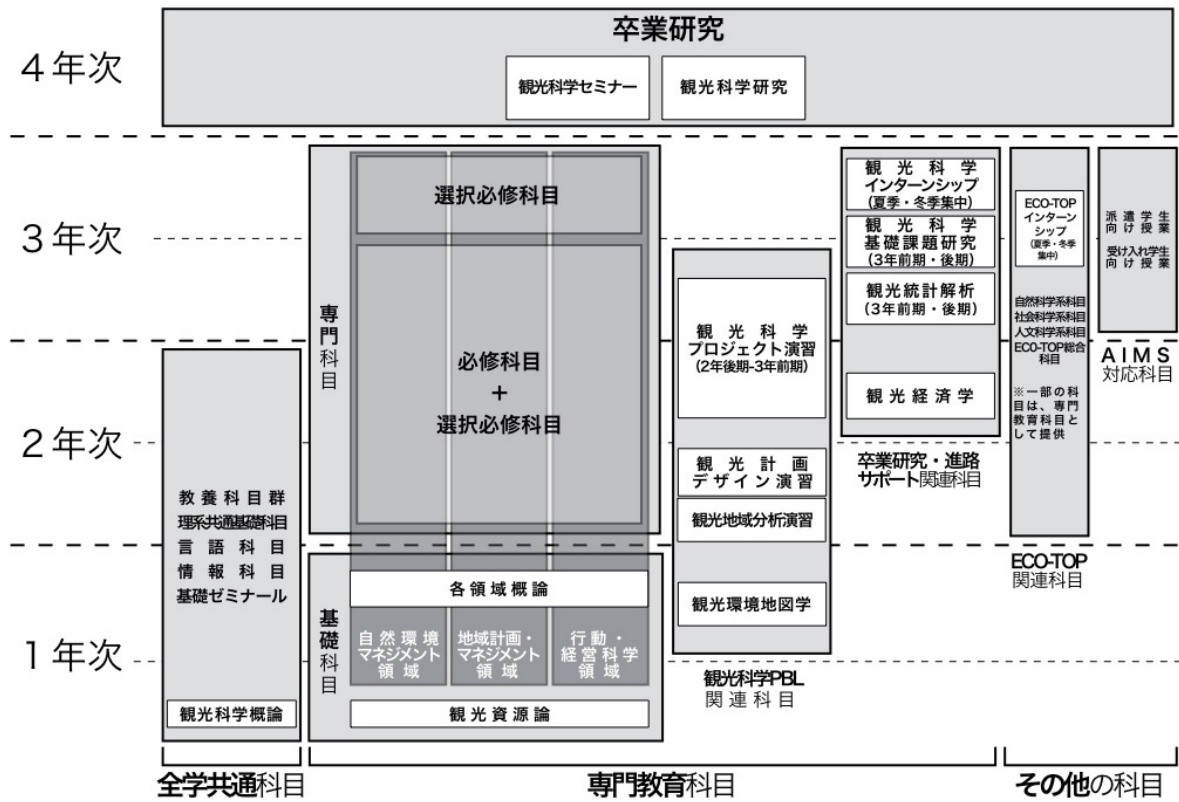 ４年次
卒業研究
観光科学セミナー
観光科学研究
３年次
専門科目
選択必修科目
必修科目
＋
選択必修科目
観光科学
プロジェクト演習
(2年後期-3年前期)
観光計画
デザイン演習
観光地域分析演習
観光環境地図学
観光科学PBL
関連科目
観光科学
インターンシップ
(夏季・冬季集中)
観光科学
基礎課題研究
(3年前期・後期)
観光統計解析
(3年前期・後期)
観光経済学
卒業研究・進路
サポート関連科目
ECO-TOP
インターン
シップ
(夏季・冬季
集中)
自然科学系科目
社会科学系科目
人文科学系科目
ECO-TOP総合
科目
※一部の科
目は、専門
教育科目と
して提供
ECO-TOP
関連科目
派遣学生
向け授業
受け入れ学生
向け授業
AIMS
対応科目
２年次
教養科目群
理系共通基礎科目
言語科目
情報科目
基礎ゼミナール
１年次
観光科学概論
基礎科目
各領域概論
自然環境
マネジメント
領域
地域計画・
マネジメント
領域
行動・
経営科学
領域
観光資源論
全学共通科目
専門教育科目
その他の科目